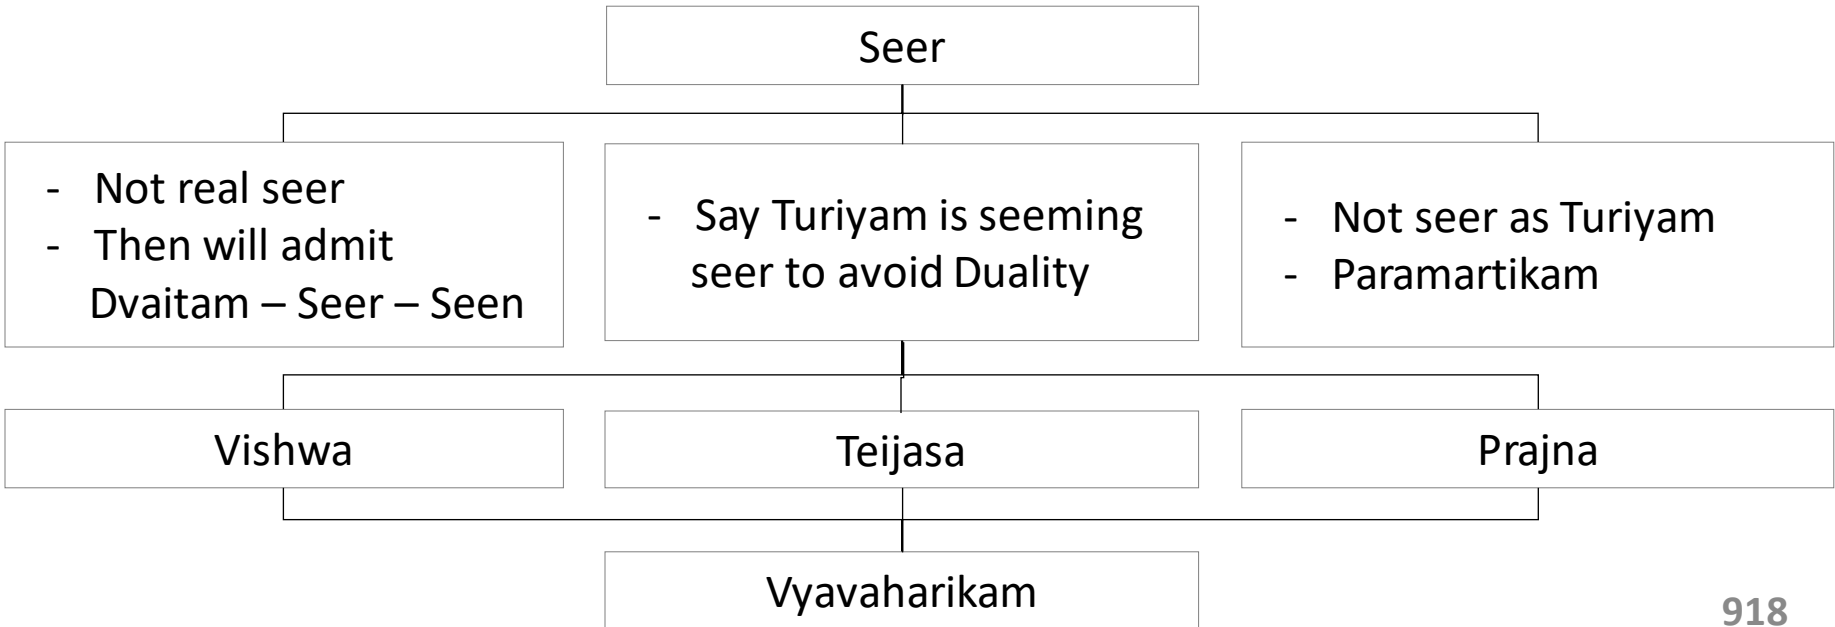 Seer
- Not real seer
- Then will admit
Dvaitam – Seer – Seen
- Say Turiyam is seeming
seer to avoid Duality
- Not seer as Turiyam
- Paramartikam
Vishwa
Teijasa
Prajna
Vyavaharikam
918